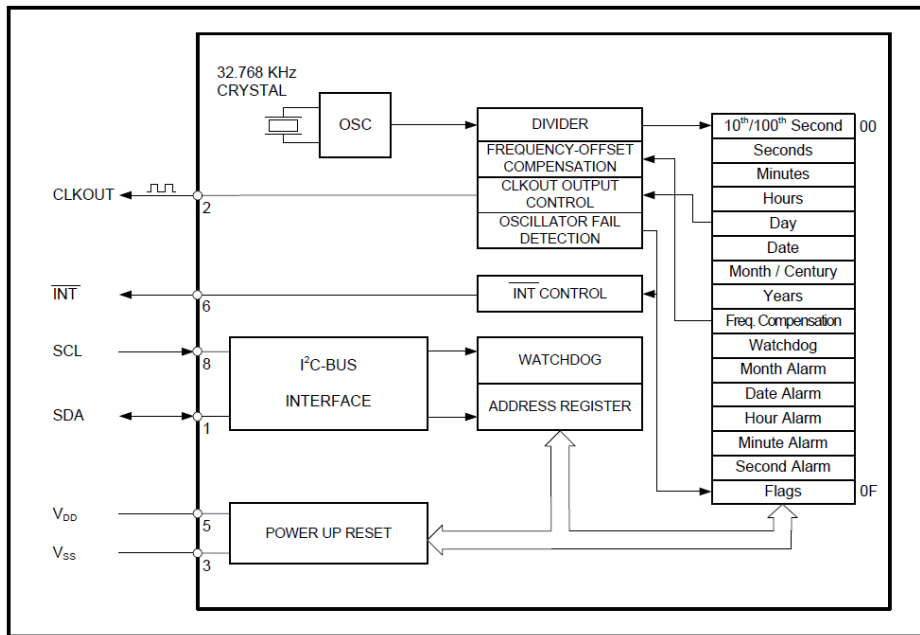 32.768 KHz
CRYSTAL
OSC
DIVIDER
FREQUENCY-OFFSET
COMPENSATION
CLKOUT OUTPUT
CONTROL
OSCILLATOR FAIL
DETECTION
10th/100th Second
00
Seconds
Minutes
Hours
Day
Date
Month / Century
Years
Freq. Compensation
Watchdog
Month Alarm
Date Alarm
Hour Alarm
Minute Alarm
Second Alarm
Flags
0F
CLKOUT
2
INT
6
INT CONTROL
SCL
8
SDA
1
I²C-BUS
INTERFACE
WATCHDOG
ADDRESS REGISTER
VDD
5
VSS
3
POWER UP RESET